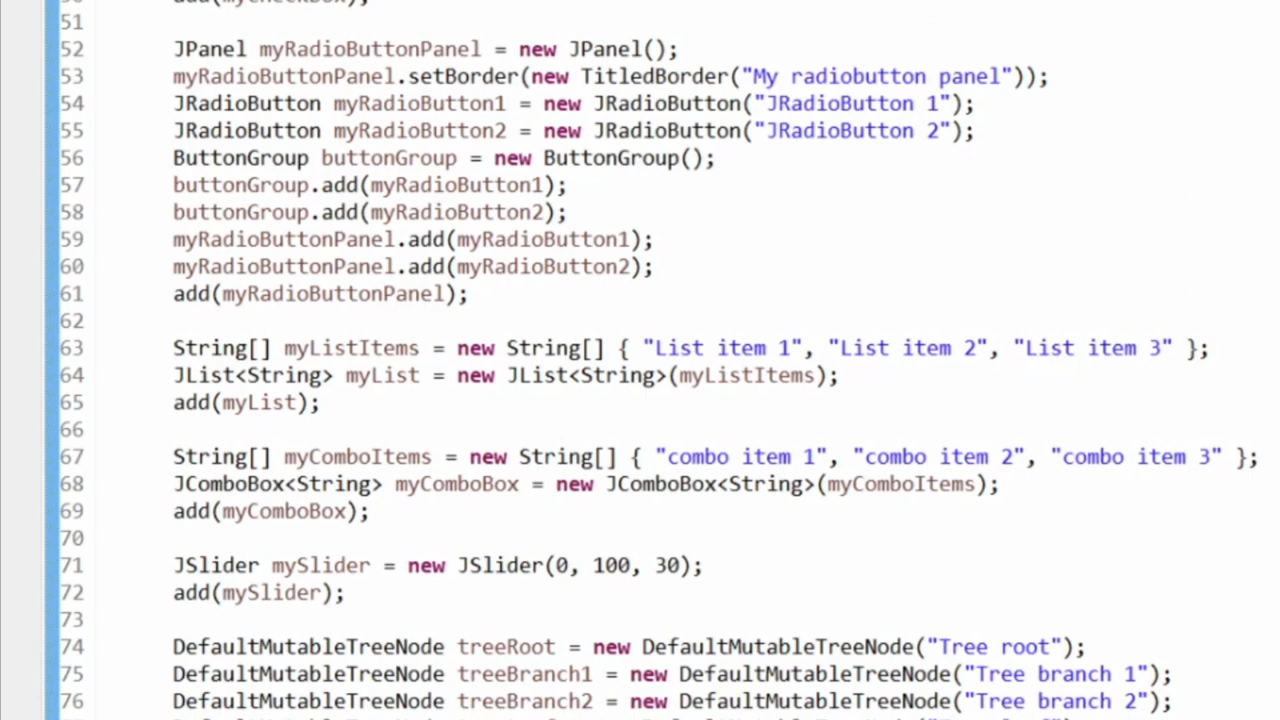 add(myCheckBox);
51
52 JPanel myRadioButtonPanel = new JPanel();
53 myRadioButtonPanel.setBorder(new TitledBorder("My radiobutton panel"));
54 JRadioButton myRadioButton1 = new JRadioButton("JRadioButton 1");
55 JRadioButton myRadioButton2 = new JRadioButton("JRadioButton 2");
56 ButtonGroup buttonGroup = new ButtonGroup();
57 buttonGroup.add(myRadioButton1);
58 buttonGroup.add(myRadioButton2);
59 myRadioButtonPanel.add(myRadioButton1);
60 myRadioButtonPanel.add(myRadioButton2);
61 add(myRadioButtonPanel);
62
63 String[] myListItems = new String[] { "List item 1", "List item 2", "List item 3" };
64 JList<String> myList = new JList<String>(myListItems);
65 add(myList);
66
67 String[] myComboItems = new String[] { "combo item 1", "combo item 2", "combo item 3" };
68 JComboBox<String> myComboBox = new JComboBox<String>(myComboItems);
69 add(myComboBox);
70
71 JSlider mySlider = new JSlider(0, 100, 30);
72 add(mySlider);
73
74 DefaultMutableTreeNode treeRoot = new DefaultMutableTreeNode("Tree root");
75 DefaultMutableTreeNode treeBranch1 = new DefaultMutableTreeNode("Tree branch 1");
76 DefaultMutableTreeNode treeBranch2 = new DefaultMutableTreeNode("Tree branch 2");